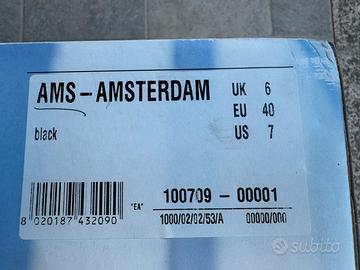 AMS-AMSTERDAM
UK 6
EU 40
US 7
black
"EA"
100709 - 00001
8 020187 432090
1000/02/02/53/A 00000/000
subito